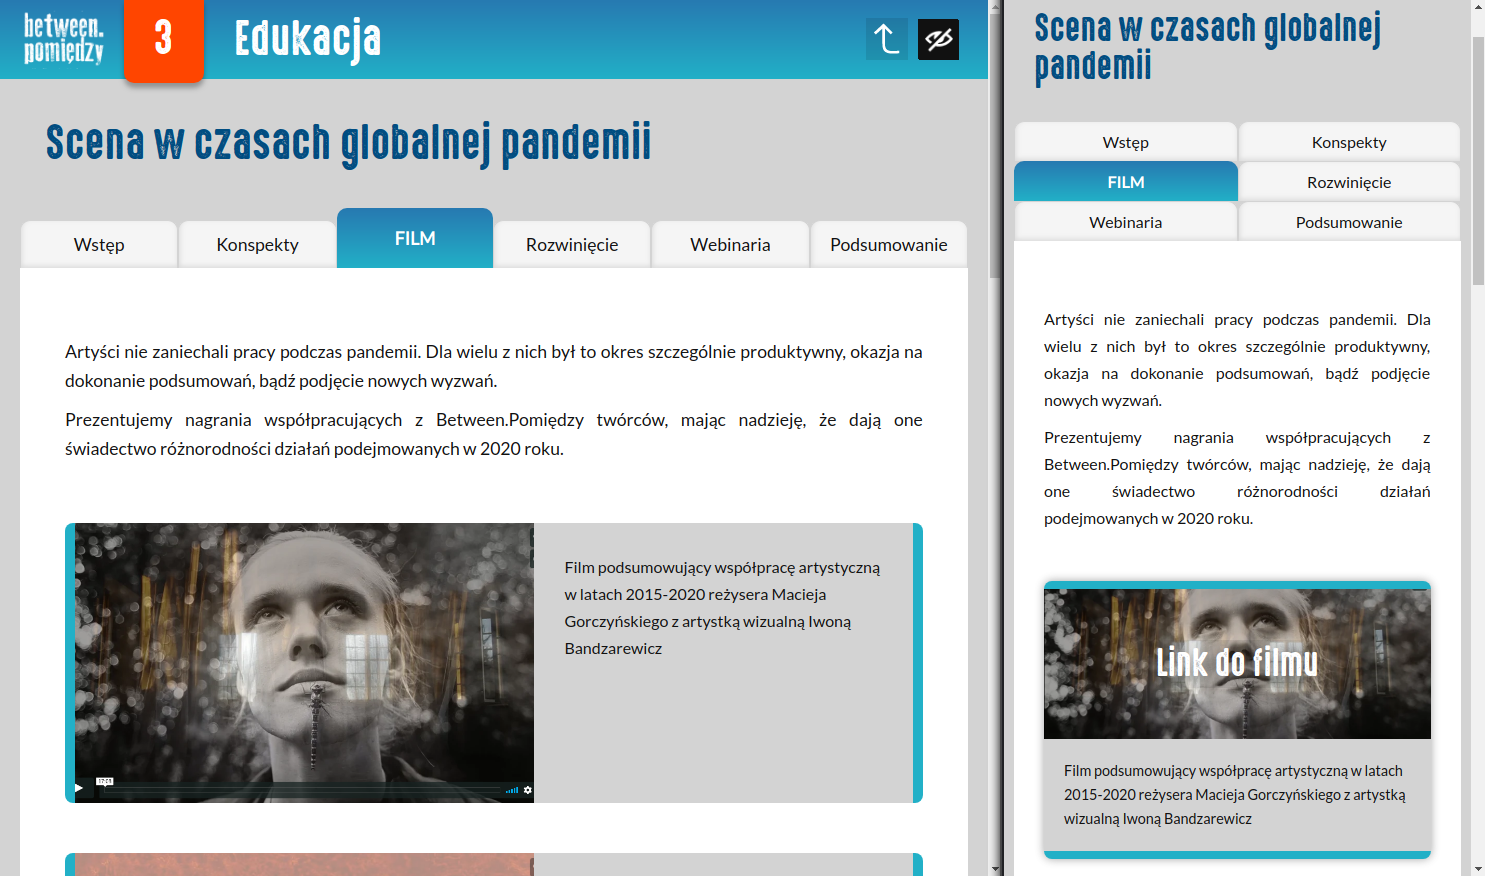 between.
pomiędzy
3
Edukacja
Scena w czasach globalnej pandemii
Wstęp
Konspekty
FILM
Rozwinięcie
Webinaria
Podsumowanie
Artyści nie zaniechali pracy podczas pandemii. Dla wielu z nich był to okres szczególnie produktywny, okazja na
dokonanie podsumowań, bądź podjęcie nowych wyzwań.
Prezentujemy nagrania współpracujących z Between.Pomiędzy twórców, mając nadzieję, że dają one
świadectwo różnorodności działań podejmowanych w 2020 roku.
Film podsumowujący współpracę artystyczną
w latach 2015-2020 reżysera Macieja
Gorczyńskiego z artystką wizualną Iwoną
Bandzarewicz
Scena w czasach globalnej
pandemii
Wstęp
Konspekty
FILM
Rozwinięcie
Webinaria
Podsumowanie
Artyści nie zaniechali pracy podczas pandemii. Dla
wielu z nich był to okres szczególnie produktywny,
okazja na dokonanie podsumowań, bądź podjęcie
nowych wyzwań.
Prezentujemy nagrania współpracujących z
Between.Pomiędzy twórców, mając nadzieję, że dają
one świadectwo różnorodności działań
podejmowanych w 2020 roku.
Link do filmu
Film podsumowujący współpracę artystyczną w latach
2015-2020 reżysera Macieja Gorczyńskiego z artystką
wizualną Iwoną Bandzarewicz